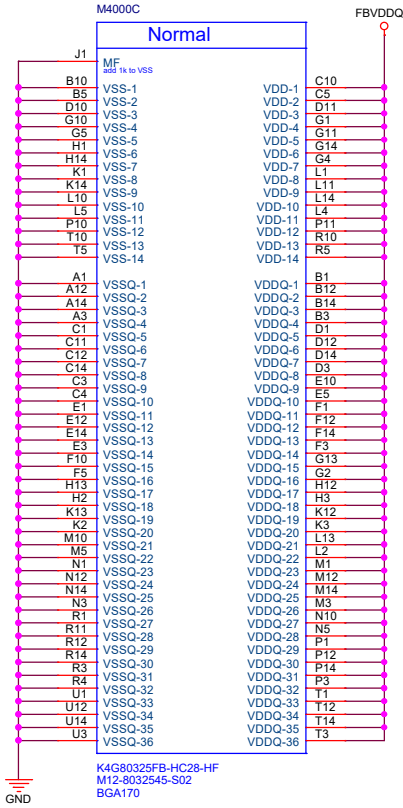 M4000C
FBVDDQ
Normal
J1 MF
add 1k to VSS
B10 VSS-1 VDD-1 C10
B5 VSS-2 VDD-2 C5
D10 VSS-3 VDD-3 D11
G10 VSS-4 VDD-4 G1
G5 VSS-5 VDD-5 G11
H1 VSS-6 VDD-6 G14
H14 VSS-7 VDD-7 G4
K1 VSS-8 VDD-8 L1
K14 VSS-9 VDD-9 L11
L10 VSS-10 VDD-10 L14
L5 VSS-11 VDD-11 L4
P10 VSS-12 VDD-12 P11
T10 VSS-13 VDD-13 R10
T5 VSS-14 VDD-14 R5
A1 VSSQ-1 VDDQ-1 B1
A12 VSSQ-2 VDDQ-2 B12
A14 VSSQ-3 VDDQ-3 B14
A3 VSSQ-4 VDDQ-4 B3
C1 VSSQ-5 VDDQ-5 D1
C11 VSSQ-6 VDDQ-6 D12
C12 VSSQ-7 VDDQ-7 D14
C14 VSSQ-8 VDDQ-8 D3
C3 VSSQ-9 VDDQ-9 E10
C4 VSSQ-10 VDDQ-10 E5
E1 VSSQ-11 VDDQ-11 F1
E12 VSSQ-12 VDDQ-12 F12
E14 VSSQ-13 VDDQ-13 F14
E3 VSSQ-14 VDDQ-14 F3
F10 VSSQ-15 VDDQ-15 G13
F5 VSSQ-16 VDDQ-16 G2
H13 VSSQ-17 VDDQ-17 H12
H2 VSSQ-18 VDDQ-18 H3
K13 VSSQ-19 VDDQ-19 K12
K2 VSSQ-20 VDDQ-20 K3
M10 VSSQ-21 VDDQ-21 L13
M5 VSSQ-22 VDDQ-22 L2
N1 VSSQ-23 VDDQ-23 M1
N12 VSSQ-24 VDDQ-24 M12
N14 VSSQ-25 VDDQ-25 M14
N3 VSSQ-26 VDDQ-26 M3
R1 VSSQ-27 VDDQ-27 N10
R11 VSSQ-28 VDDQ-28 N5
R12 VSSQ-29 VDDQ-29 P1
R14 VSSQ-30 VDDQ-30 P12
R3 VSSQ-31 VDDQ-31 P14
R4 VSSQ-32 VDDQ-32 P3
U1 VSSQ-33 VDDQ-33 T1
U12 VSSQ-34 VDDQ-34 T12
U14 VSSQ-35 VDDQ-35 T14
U3 VSSQ-36 VDDQ-36 T3
K4G80325FB-HC28-HF
M12-8032545-S02
BGA170
GND